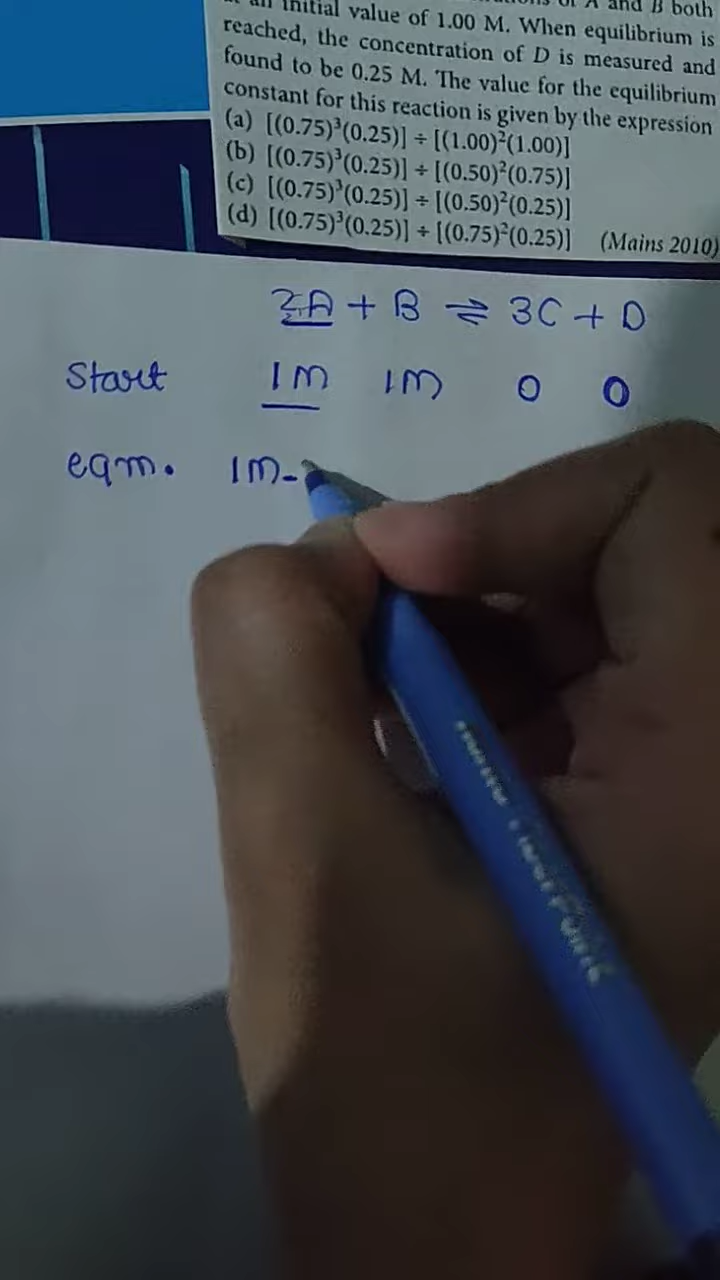 A and B both
an initial value of 1.00 M. When equilibrium is
reached, the concentration of D is measured and
found to be 0.25 M. The value for the equilibrium
constant for this reaction is given by the expression
(a) [(0.75)³(0.25)] ÷ [(1.00)²(1.00)]
(b) [(0.75)³(0.25)] ÷ [(0.50)²(0.75)]
(c) [(0.75)³(0.25)] ÷ [(0.50)²(0.25)]
(d) [(0.75)³(0.25)] ÷ [(0.75)²(0.25)] (Mains 2010)
2A + B ⇌ 3C + D
Start 1M 1M 0 0
eqm. 1M-